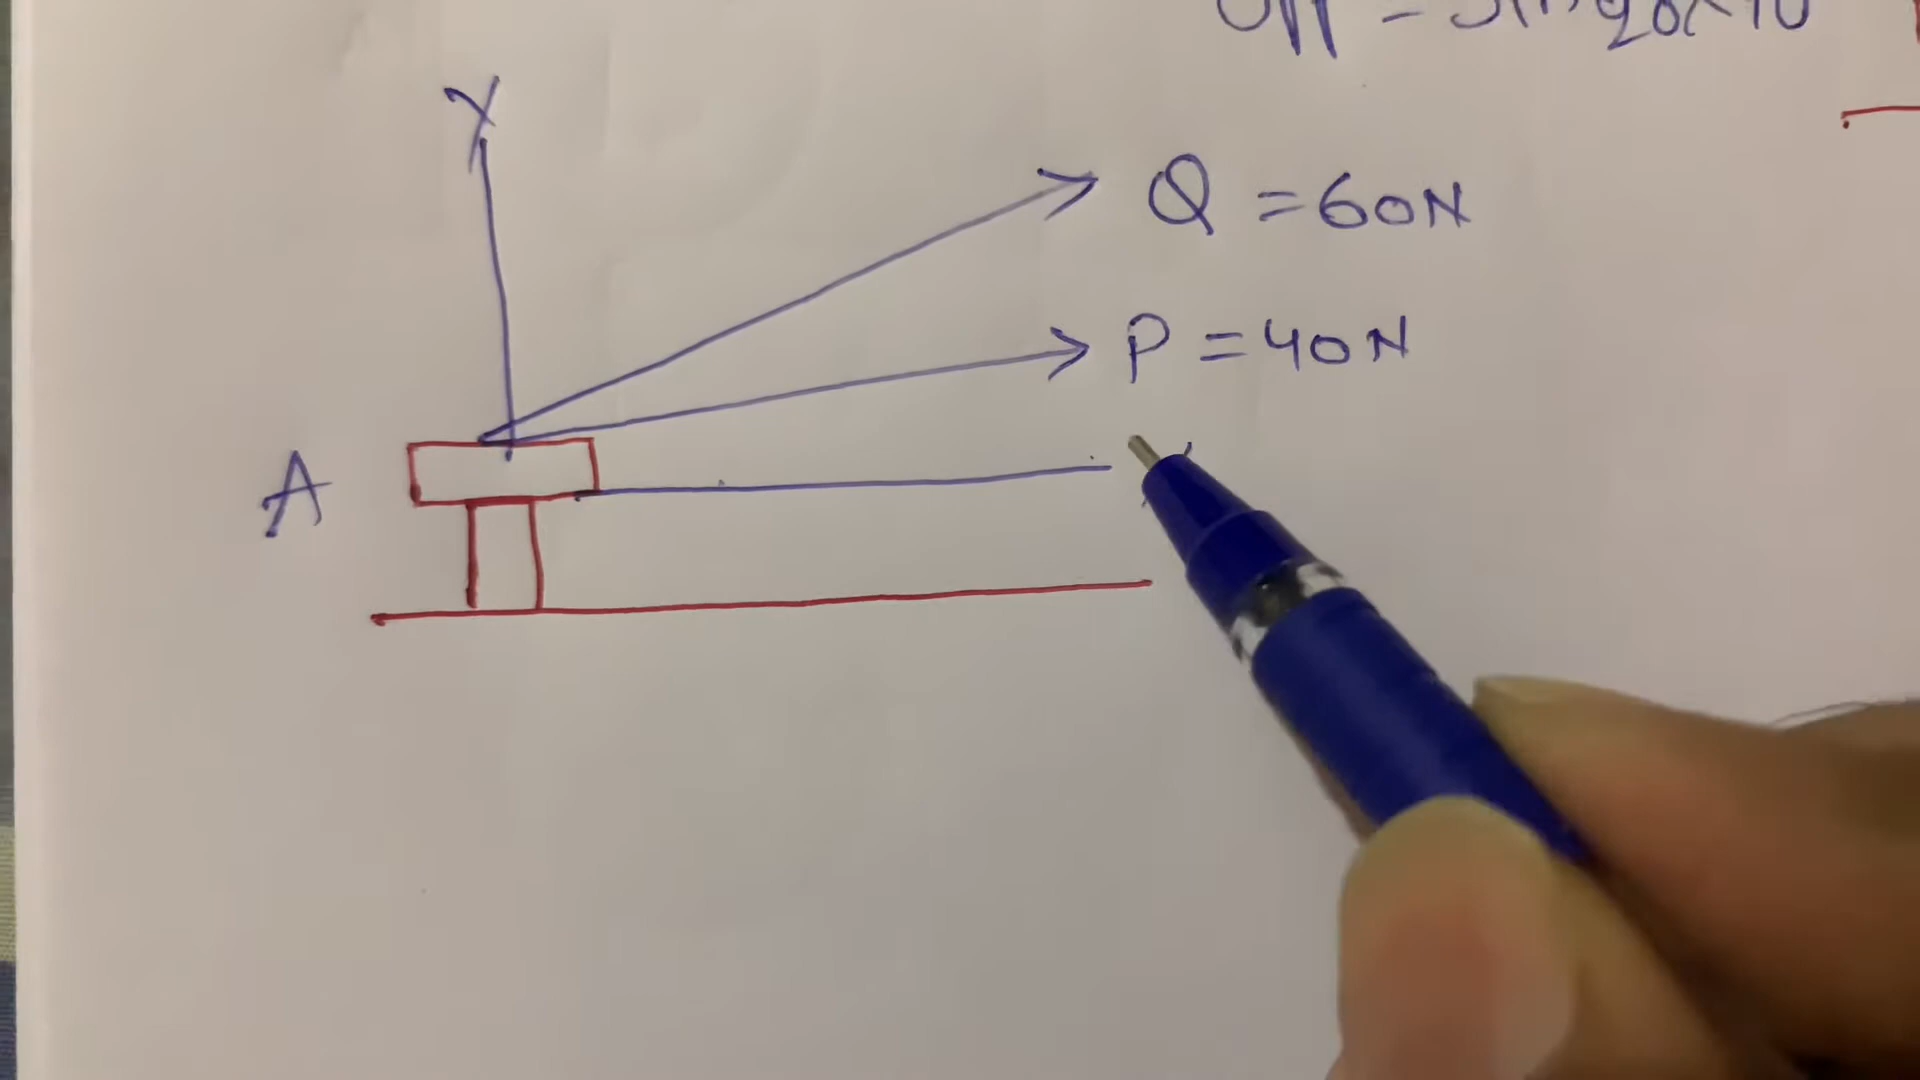 Y
Q = 60N
P = 40N
A